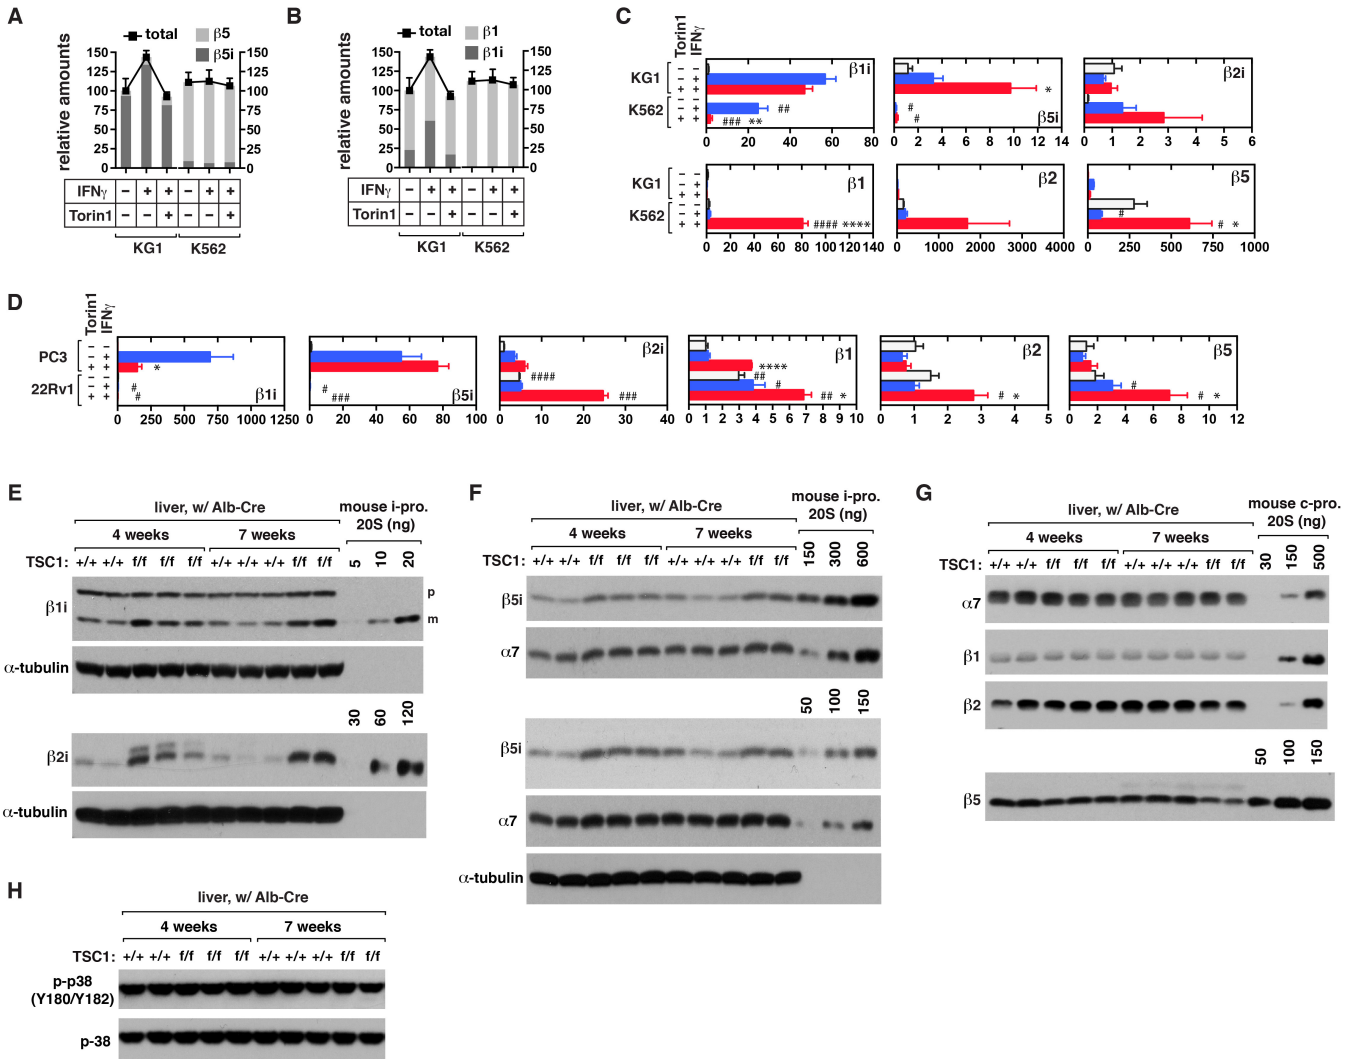 A
total
β5
β5i
relative amounts
150 150
125 125
100 100
75 75
50 50
25 25
0 0
IFNγ − + + − + +
Torin1 − − + − − +
KG1 K562
B
total
β1
β1i
relative amounts
150 150
125 125
100 100
75 75
50 50
25 25
0 0
IFNγ − + + − + +
Torin1 − − + − − +
KG1 K562
C
Torin1
IFNγ
KG1
− −
− +
+ +
K562
− −
− +
+ +
β1i
##
### **
0 20 40 60 80
*
#
#
β5i
0 2 4 6 8 10 12 14
β2i
0 1 2 3 4 5 6
KG1
− −
− +
+ +
K562
− −
− +
+ +
β1
#### ****
0 20 40 60 80 100 120 140
β2
0 1000 2000 3000 4000
β5
#
# *
0 250 500 750 1000
D
Torin1
IFNγ
PC3
− −
− +
+ +
22Rv1
− −
− +
+ +
*
#
#
β1i
0 250 500 750 1000 1250
#
###
β5i
0 20 40 60 80 100
β2i
####
###
0 10 20 30 40
β1
****
##
#
## *
0 1 2 3 4 5 6 7 8 9 10
β2
# *
0 1 2 3 4 5
β5
#
# *
0 2 4 6 8 10 12
E
liver, w/ Alb-Cre
mouse i-pro.
20S (ng)
4 weeks 7 weeks
TSC1: +/+ +/+ f/f f/f f/f +/+ +/+ +/+ f/f f/f 5 10 20
β1i
p
m
α-tubulin
30 60 120
β2i
α-tubulin
F
liver, w/ Alb-Cre
mouse i-pro.
20S (ng)
4 weeks 7 weeks
TSC1: +/+ +/+ f/f f/f f/f +/+ +/+ +/+ f/f f/f 150 300 600
β5i
α7
50 100 150
β5i
α7
α-tubulin
G
liver, w/ Alb-Cre
mouse c-pro.
20S (ng)
4 weeks 7 weeks
TSC1: +/+ +/+ f/f f/f f/f +/+ +/+ +/+ f/f f/f 30 150 500
α7
β1
β2
50 100 150
β5
H
liver, w/ Alb-Cre
4 weeks 7 weeks
TSC1: +/+ +/+ f/f f/f f/f +/+ +/+ +/+ f/f f/f
p-p38
(Y180/Y182)
p-38